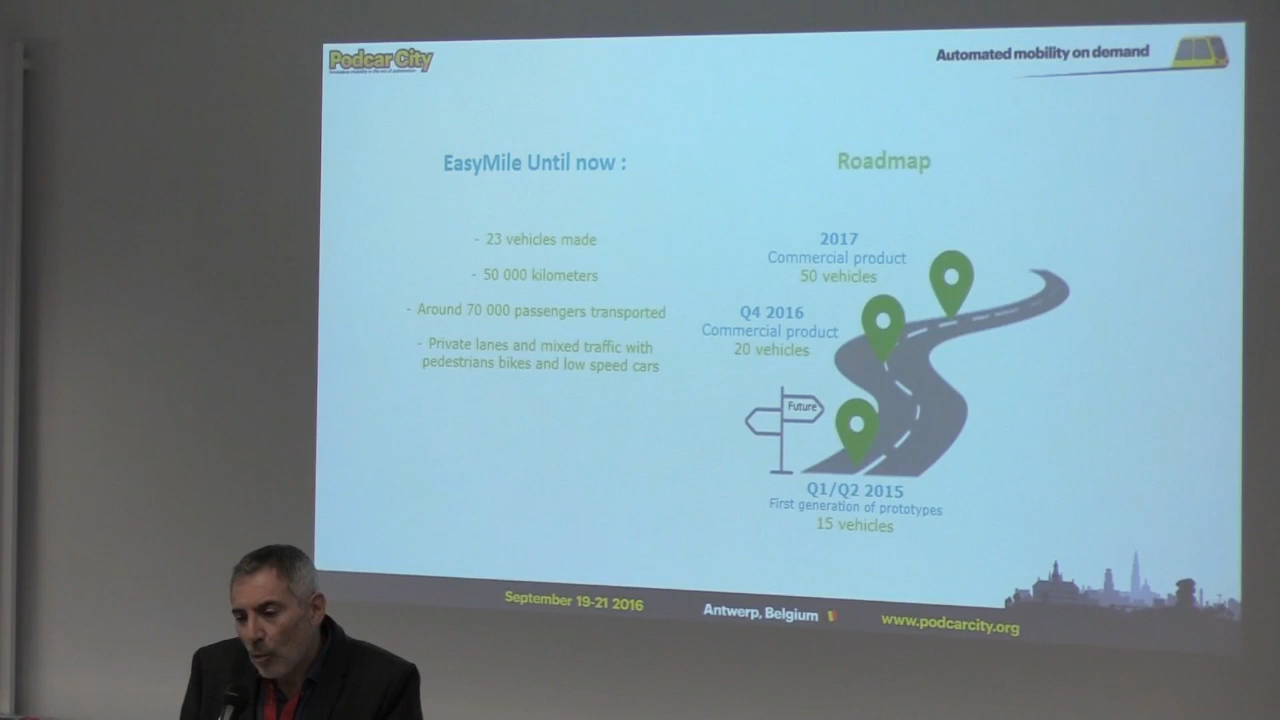 Podcar City
Automated mobility on demand
EasyMile Until now :
- 23 vehicles made
- 50 000 kilometers
- Around 70 000 passengers transported
- Private lanes and mixed traffic with
pedestrians bikes and low speed cars
Roadmap
2017
Commercial product
50 vehicles
Q4 2016
Commercial product
20 vehicles
Future
Q1/Q2 2015
First generation of prototypes
15 vehicles
September 19-21 2016
Antwerp, Belgium
www.podcarcity.org